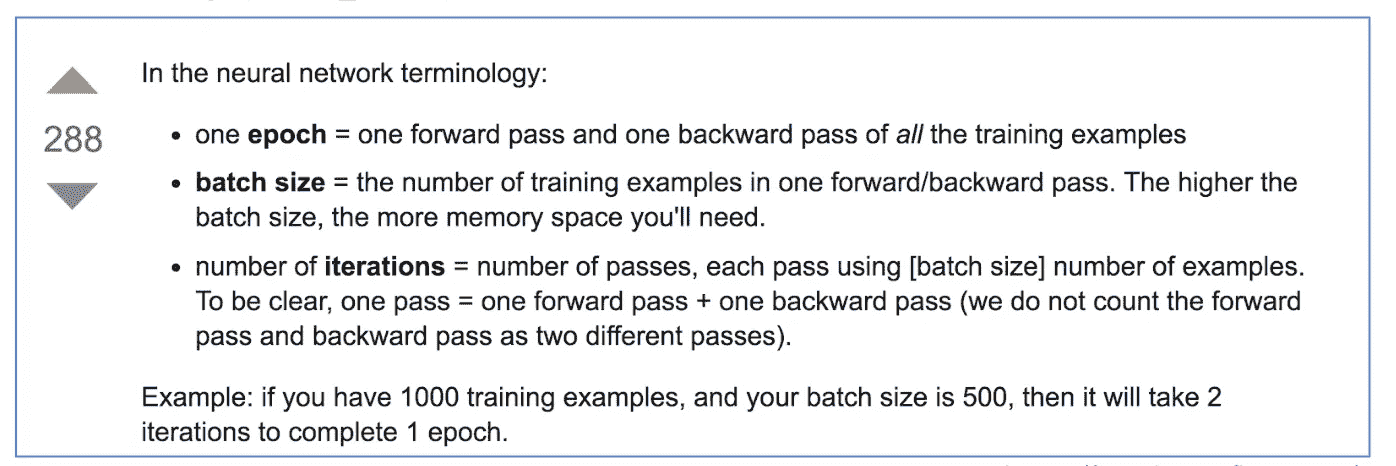 In the neural network terminology:
288
• one epoch = one forward pass and one backward pass of all the training examples
• batch size = the number of training examples in one forward/backward pass. The higher the
batch size, the more memory space you'll need.
• number of iterations = number of passes, each pass using [batch size] number of examples.
To be clear, one pass = one forward pass + one backward pass (we do not count the forward
pass and backward pass as two different passes).
Example: if you have 1000 training examples, and your batch size is 500, then it will take 2
iterations to complete 1 epoch.